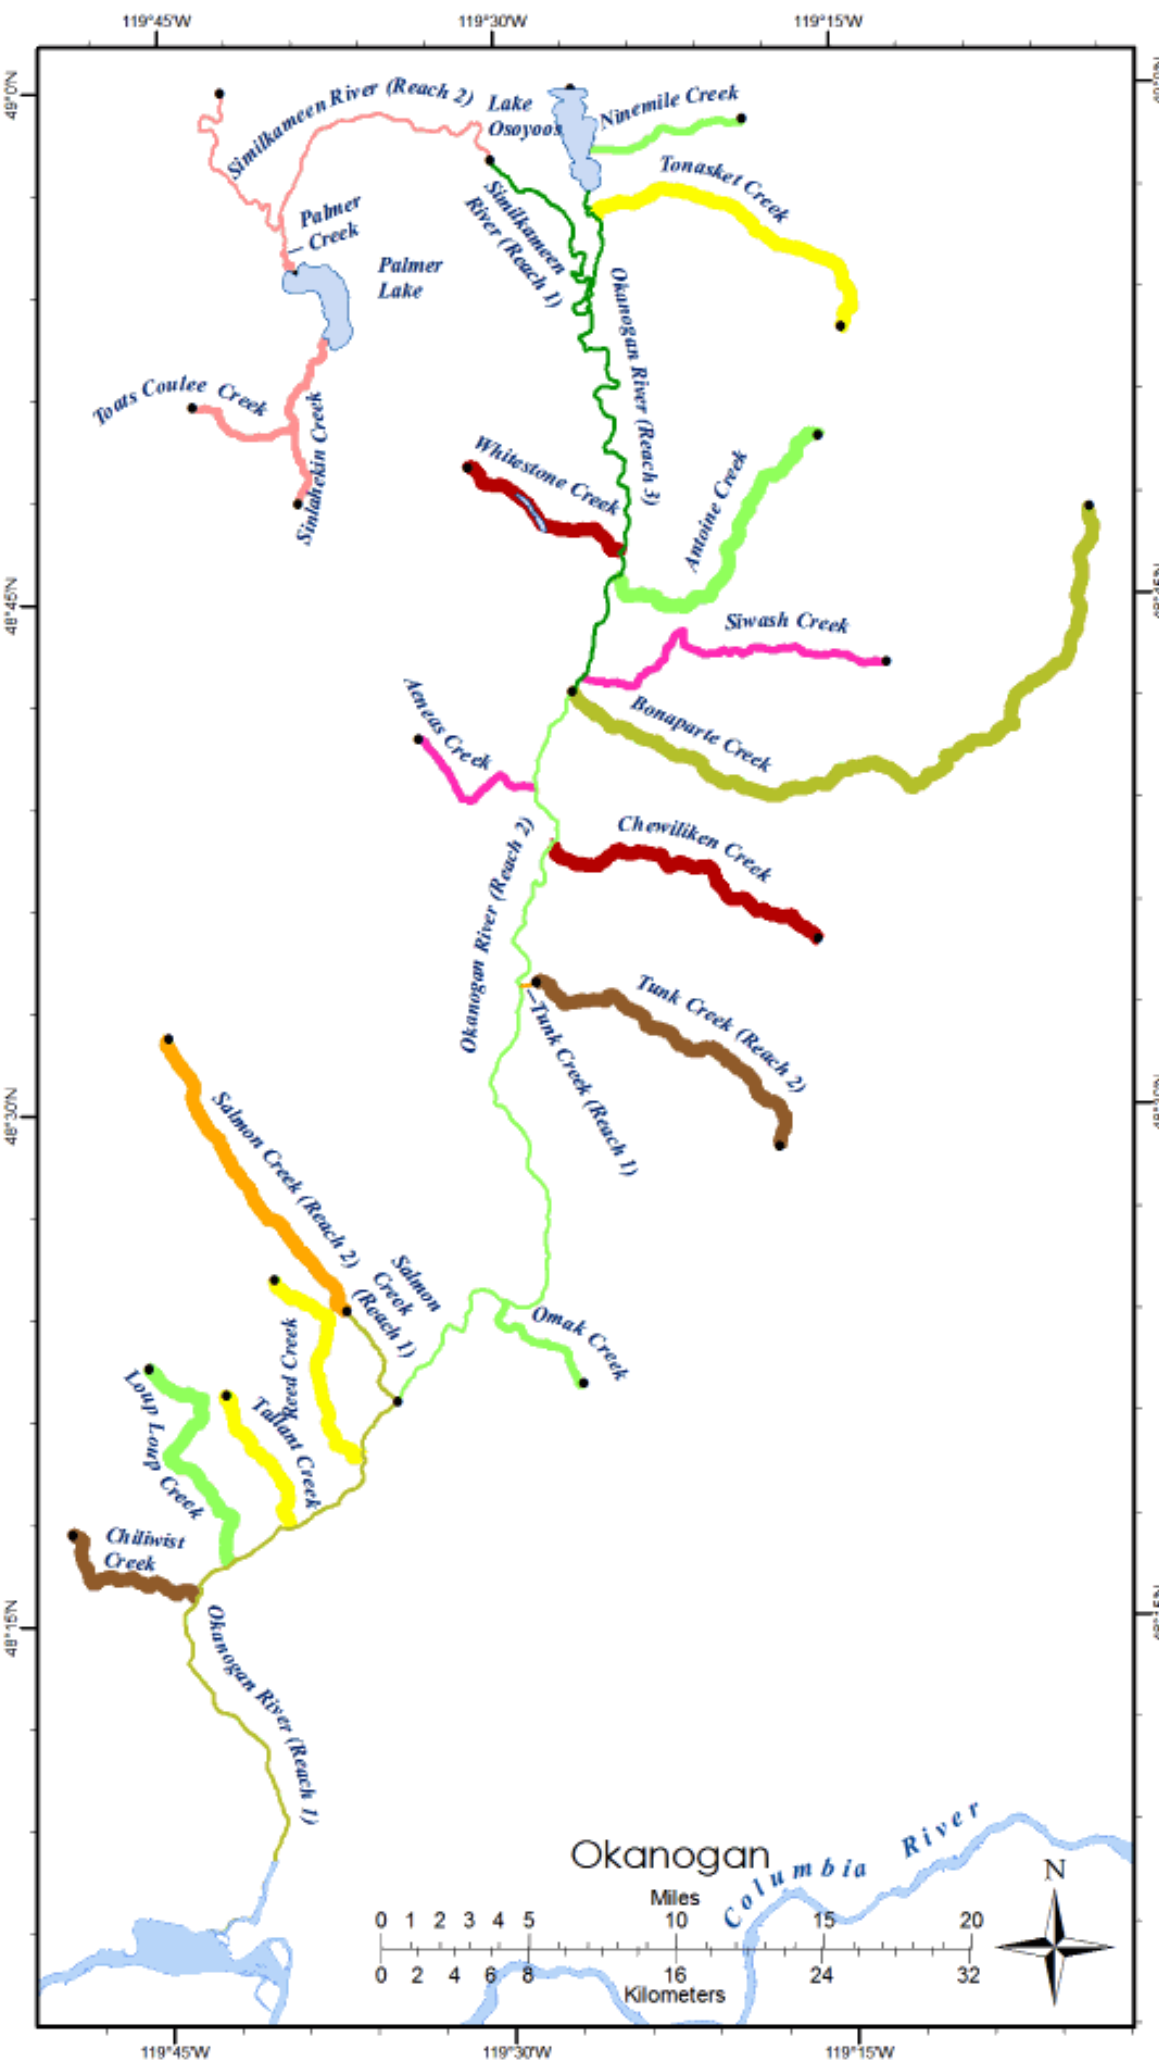 119°45'W 119°30'W 119°15'W
49°0'N
Similkameen River (Reach 2)
Lake
Osoyoos
Ninemile Creek
Tonasket Creek
Palmer
Creek
Similkameen
River (Reach 1)
Palmer
Lake
Okanogan River (Reach 3)
Toats Coulee Creek
Sinlahekin Creek
Whitestone Creek
Antoine Creek
48°45'N
Siwash Creek
Aeneas Creek
Bonaparte Creek
Chewiliken Creek
Okanogan River (Reach 2)
Tunk Creek (Reach 2)
Tunk Creek (Reach 1)
48°30'N
Salmon Creek (Reach 2)
Salmon
Creek
(Reach 1)
Omak Creek
Reed Creek
Tallant Creek
Loup Loup Creek
Chiliwist
Creek
48°15'N
Okanogan River (Reach 1)
Okanogan
Columbia River
N
Miles
0 1 2 3 4 5 10 15 20
0 2 4 6 8 16 24 32
Kilometers
119°45'W 119°30'W 119°15'W